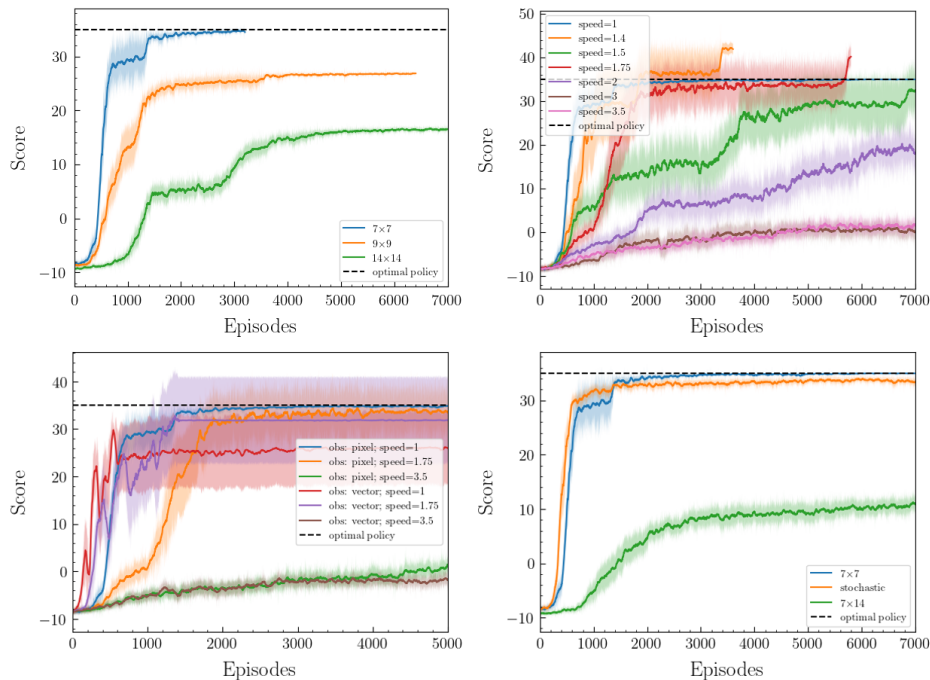 35
30
20
10
0
−10
0
1000
2000
3000
4000
5000
6000
7000
Score
Episodes
7×7
9×9
14×14
optimal policy
50
40
35
30
20
10
0
−10
0
1000
2000
3000
4000
5000
6000
7000
Score
Episodes
speed=1
speed=1.4
speed=1.5
speed=1.75
speed=2
speed=3
speed=3.5
optimal policy
40
35
30
20
10
0
−10
0
1000
2000
3000
4000
5000
Score
Episodes
obs: pixel; speed=1
obs: pixel; speed=1.75
obs: pixel; speed=3.5
obs: vector; speed=1
obs: vector; speed=1.75
obs: vector; speed=3.5
optimal policy
35
30
20
10
0
−10
0
1000
2000
3000
4000
5000
6000
7000
Score
Episodes
7×7
stochastic
7×14
optimal policy